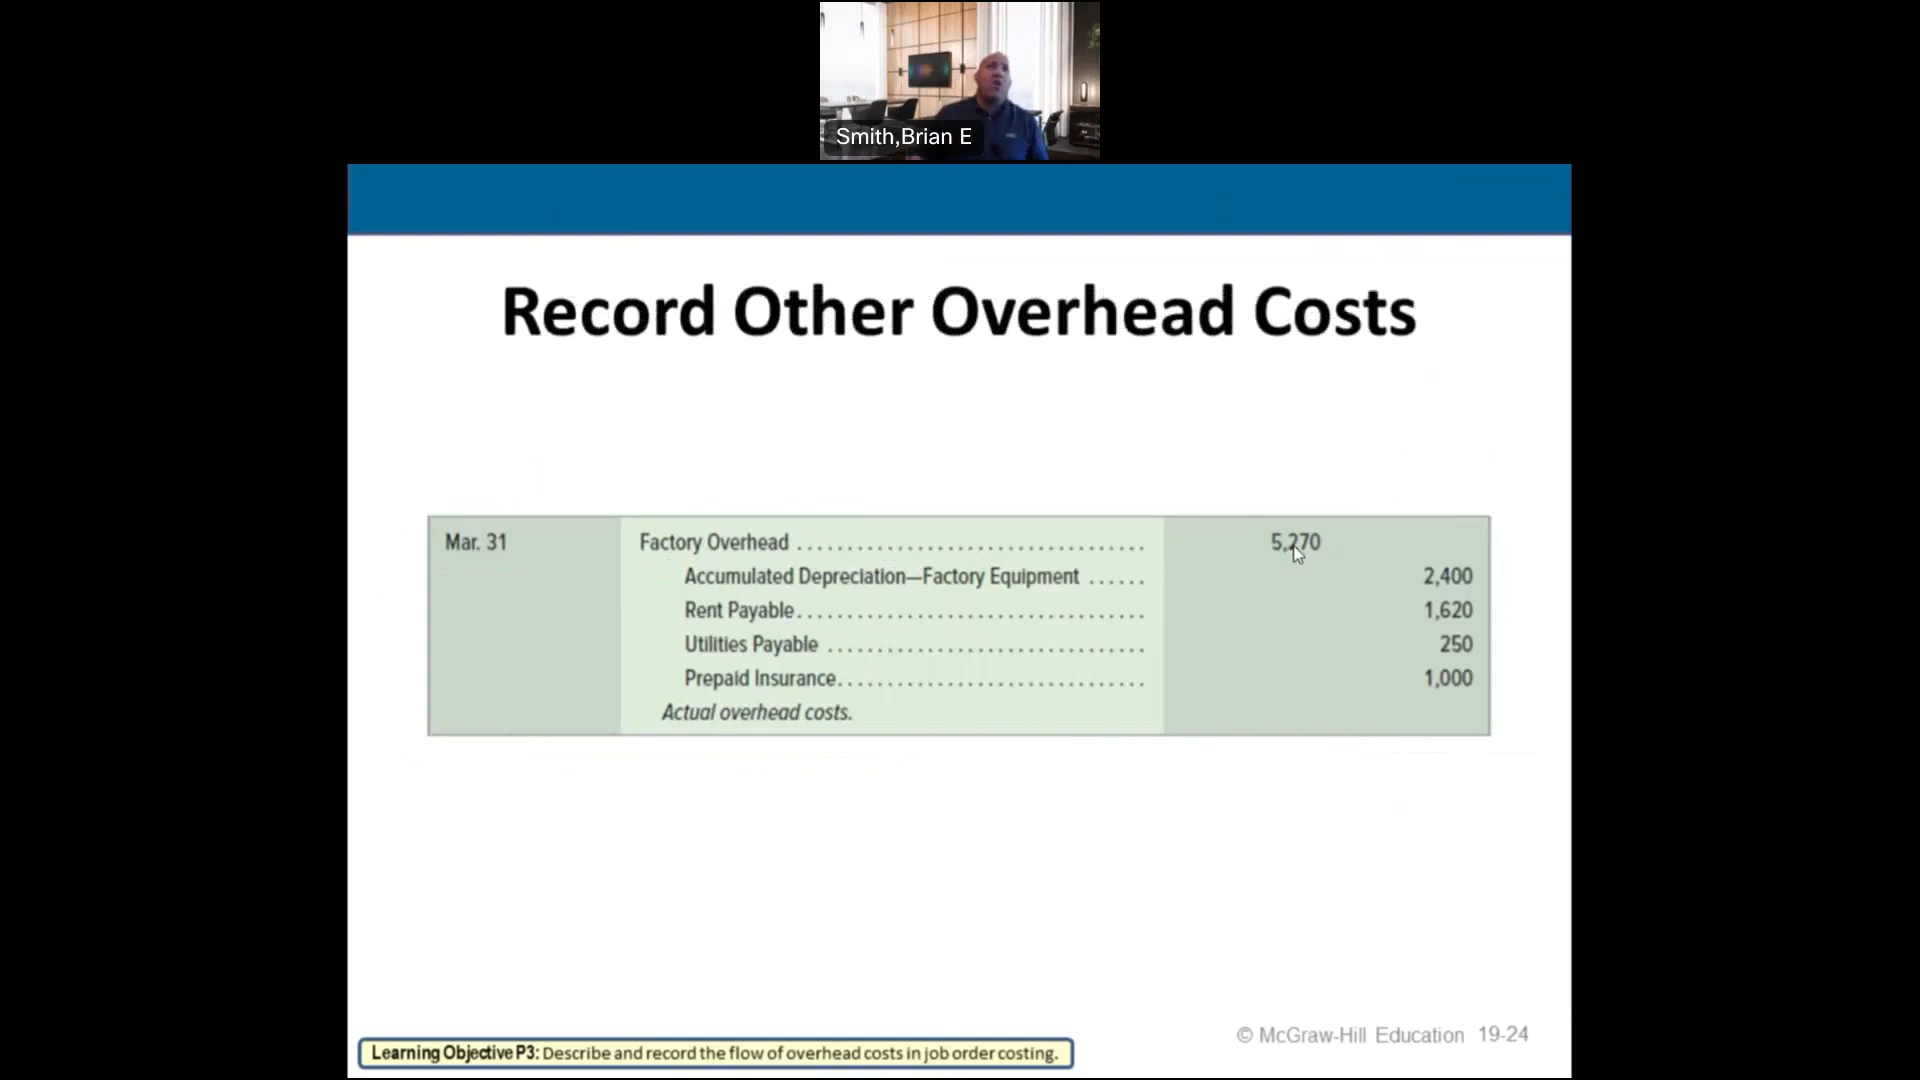 Smith,Brian E
Record Other Overhead Costs
Mar. 31 Factory Overhead .................................. 5,270
Accumulated Depreciation—Factory Equipment ...... 2,400
Rent Payable.................................. 1,620
Utilities Payable ............................... 250
Prepaid Insurance.............................. 1,000
Actual overhead costs.
© McGraw-Hill Education 19-24
Learning Objective P3: Describe and record the flow of overhead costs in job order costing.